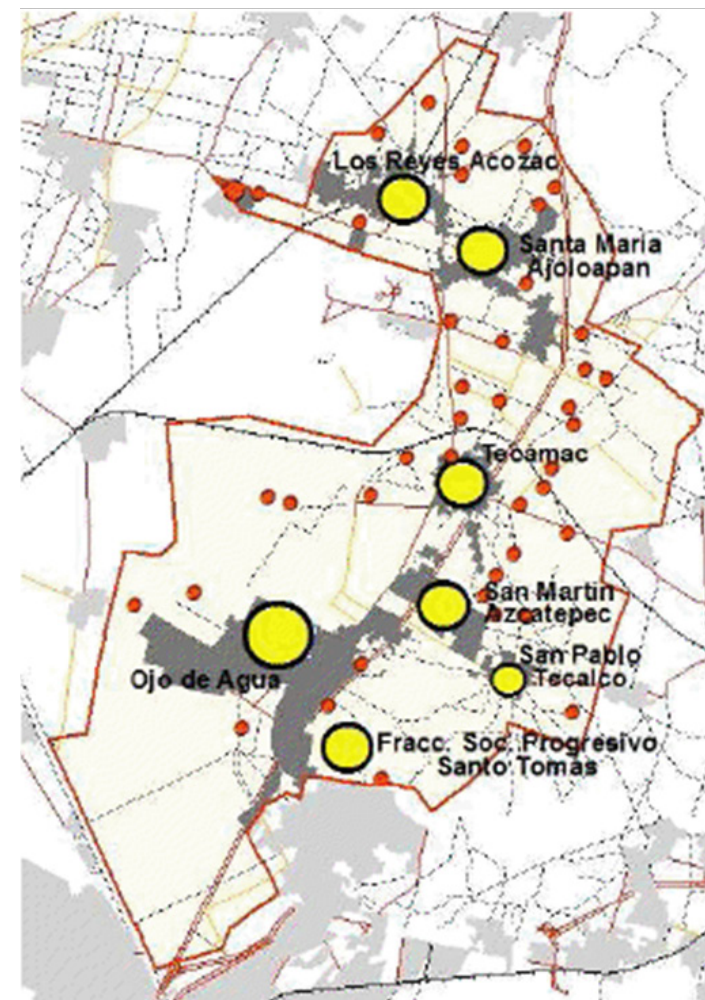 Los Reyes Acozac
Santa Maria
Ajoloapan
Tecamac
San Martin
Azcatepec
San Pablo
Tecalco
Ojo de Agua
Fracc. Soc. Progresivo
Santo Tomas